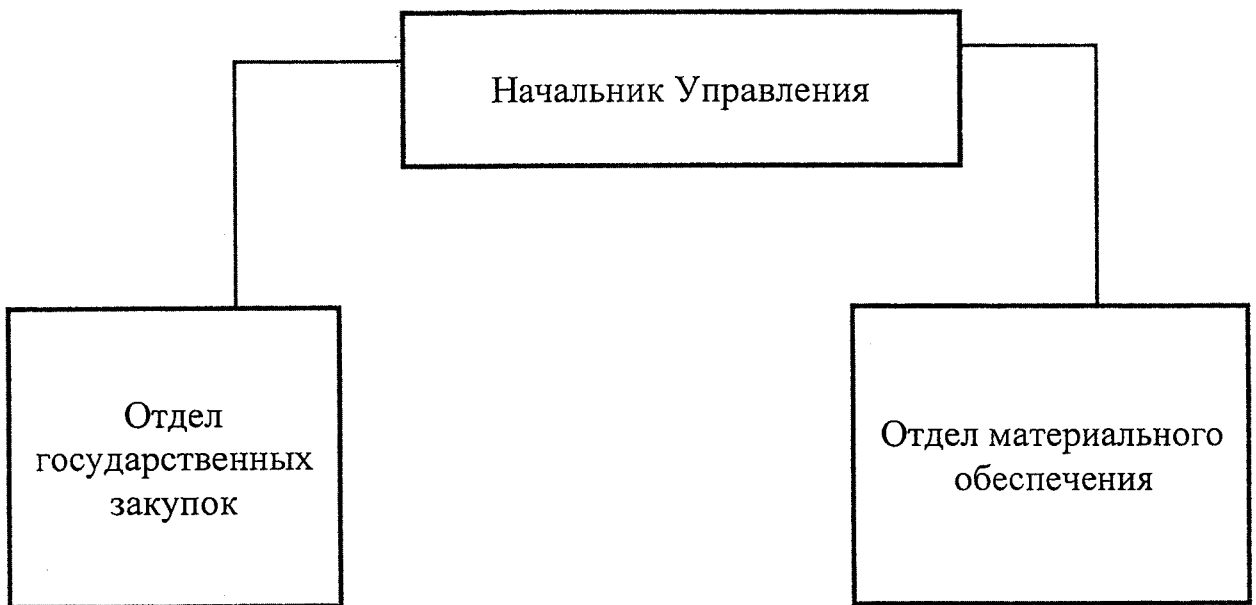 Начальник Управления
Отдел
государственных
закупок
Отдел материального
обеспечения